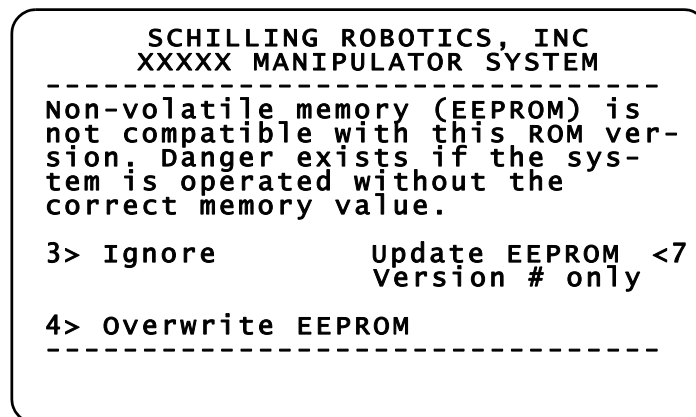 SCHILLING ROBOTICS, INC
XXXXX MANIPULATOR SYSTEM
--------------------------------
Non-volatile memory (EEPROM) is
not compatible with this ROM ver-
sion. Danger exists if the sys-
tem is operated without the
correct memory value.
3> Ignore Update EEPROM <7
Version # only
4> Overwrite EEPROM
--------------------------------